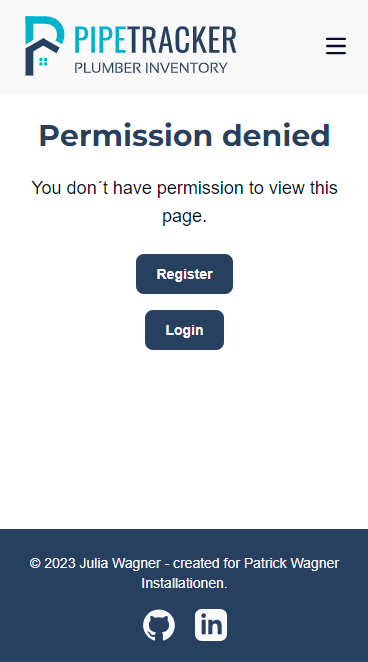 PIPETRACKER
PLUMBER INVENTORY
Permission denied
You don´t have permission to view this
page.
Register
Login
© 2023 Julia Wagner - created for Patrick Wagner
Installationen.
in